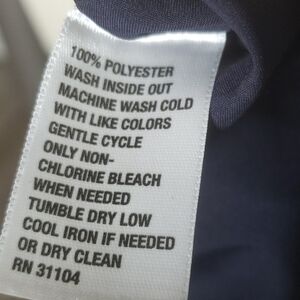 100% POLYESTER
WASH INSIDE OUT
MACHINE WASH COLD
WITH LIKE COLORS
GENTLE CYCLE
ONLY NON-
CHLORINE BLEACH
WHEN NEEDED
TUMBLE DRY LOW
COOL IRON IF NEEDED
OR DRY CLEAN
RN 31104